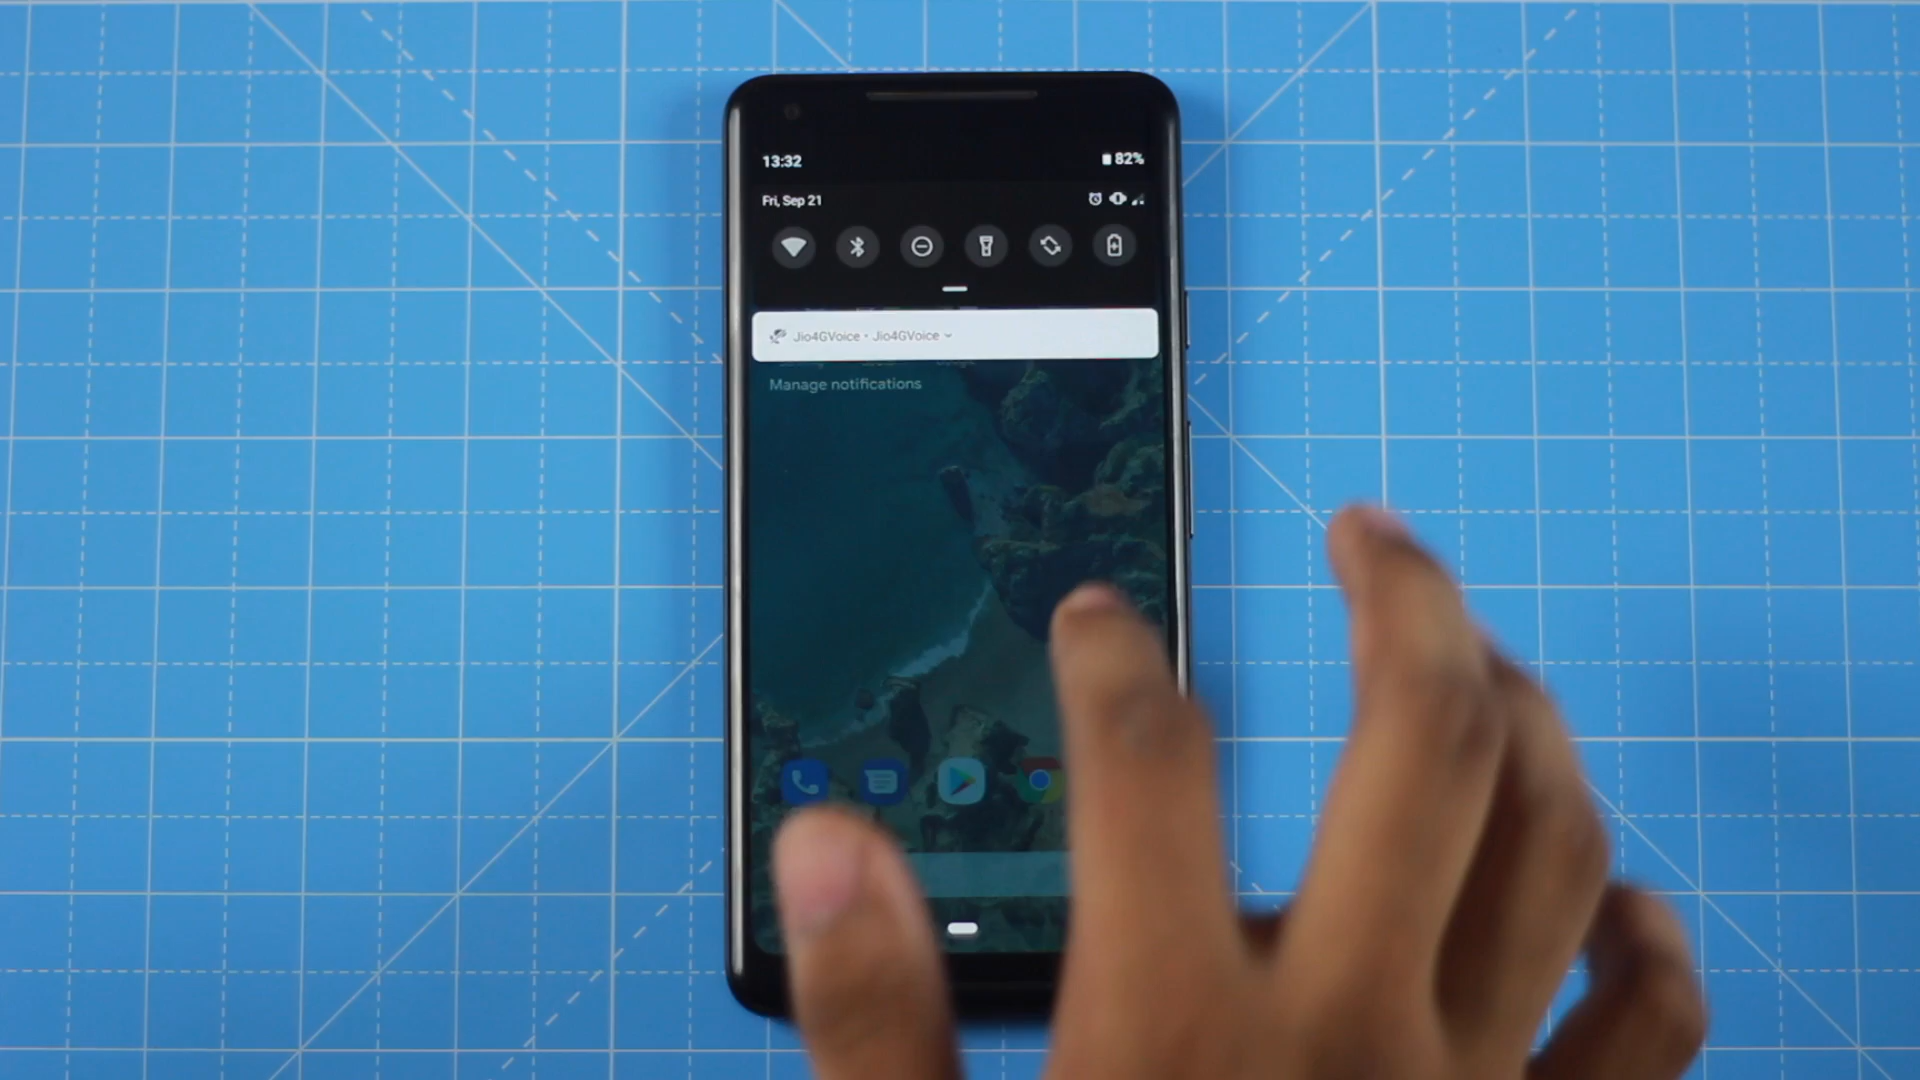 13:32
82%
Fri, Sep 21
Jio4GVoice • Jio4GVoice
Manage notifications